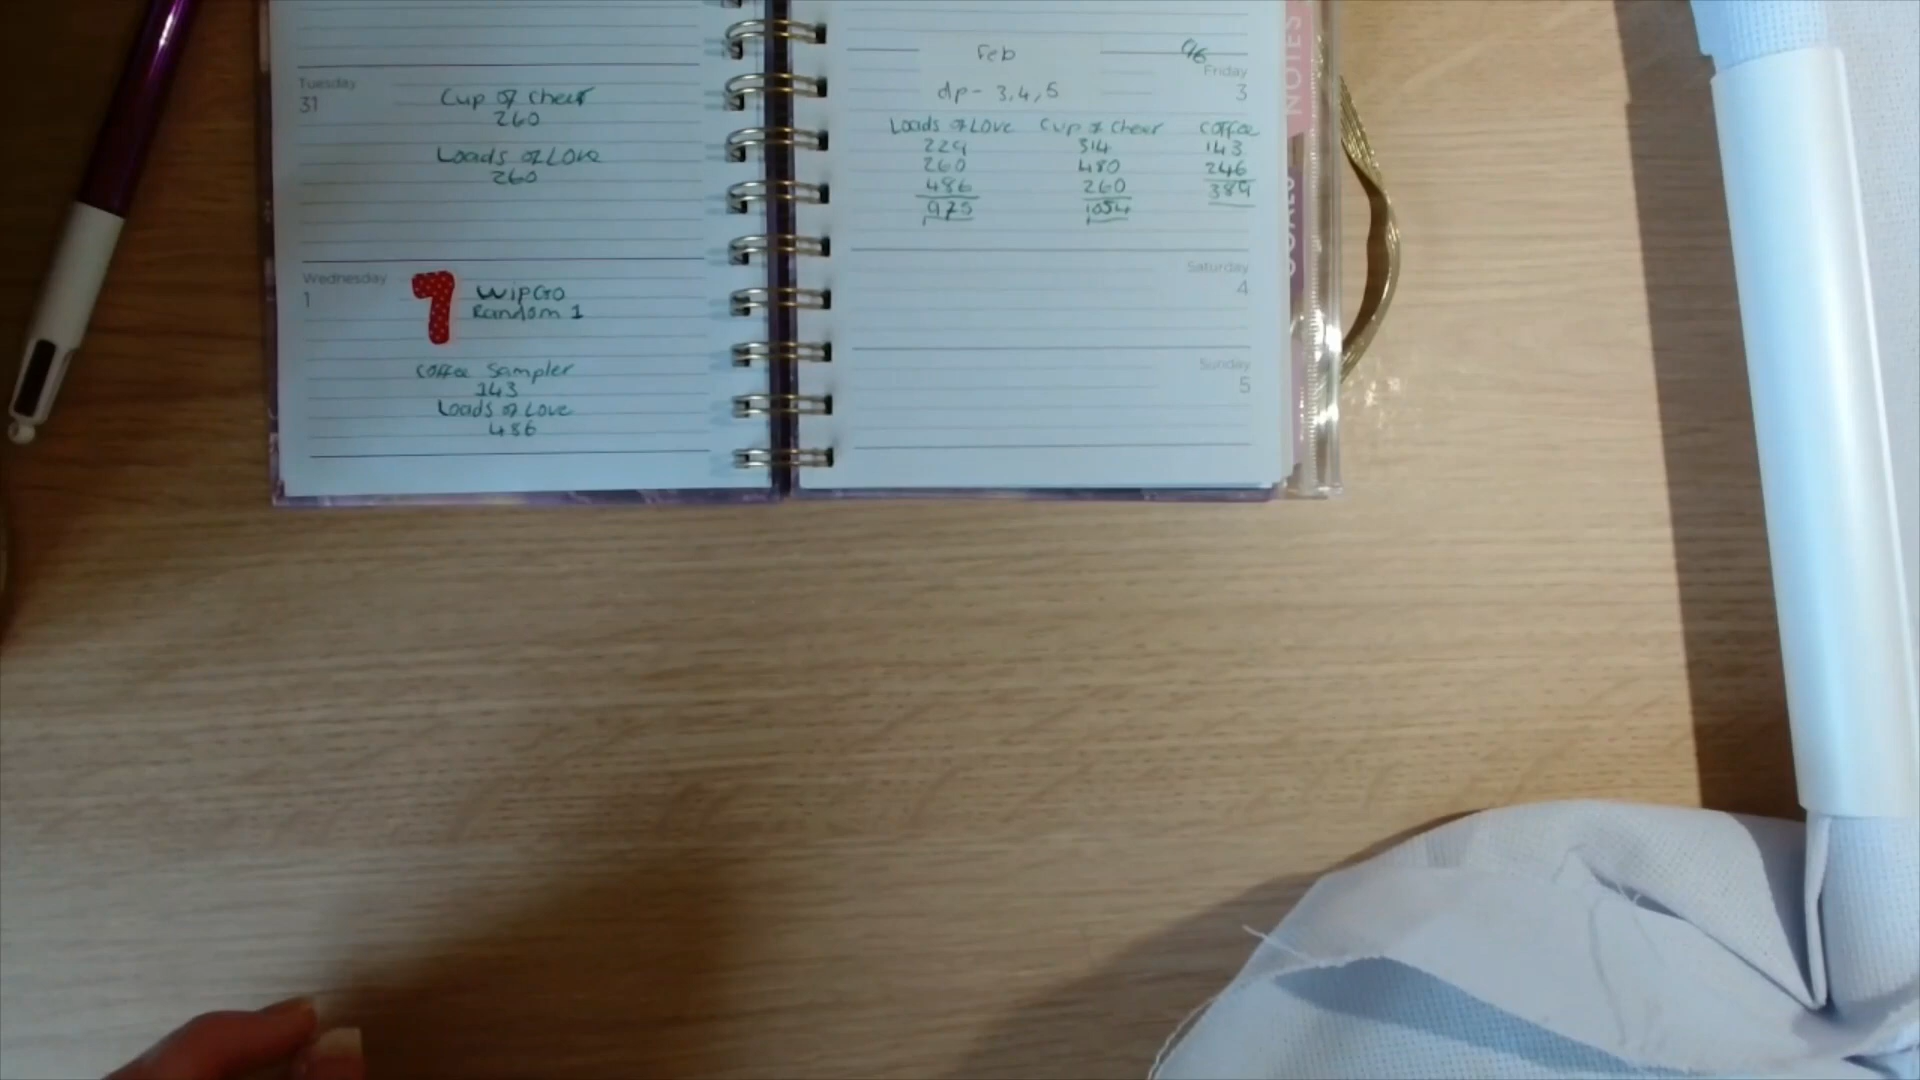 Tuesday
31
Cup of Cheer
260
Loads of Love
260
Wednesday
1
7
WipGo
Random 1
Coffee Sampler
143
Loads of Love
486
Feb
Friday
3
dp - 3,4,5
Loads of Love Cup of Cheer Coffee
229 314 143
260 480 246
486 260 389
975 1054
Saturday
4
Sunday
5
NOTES
GOALS